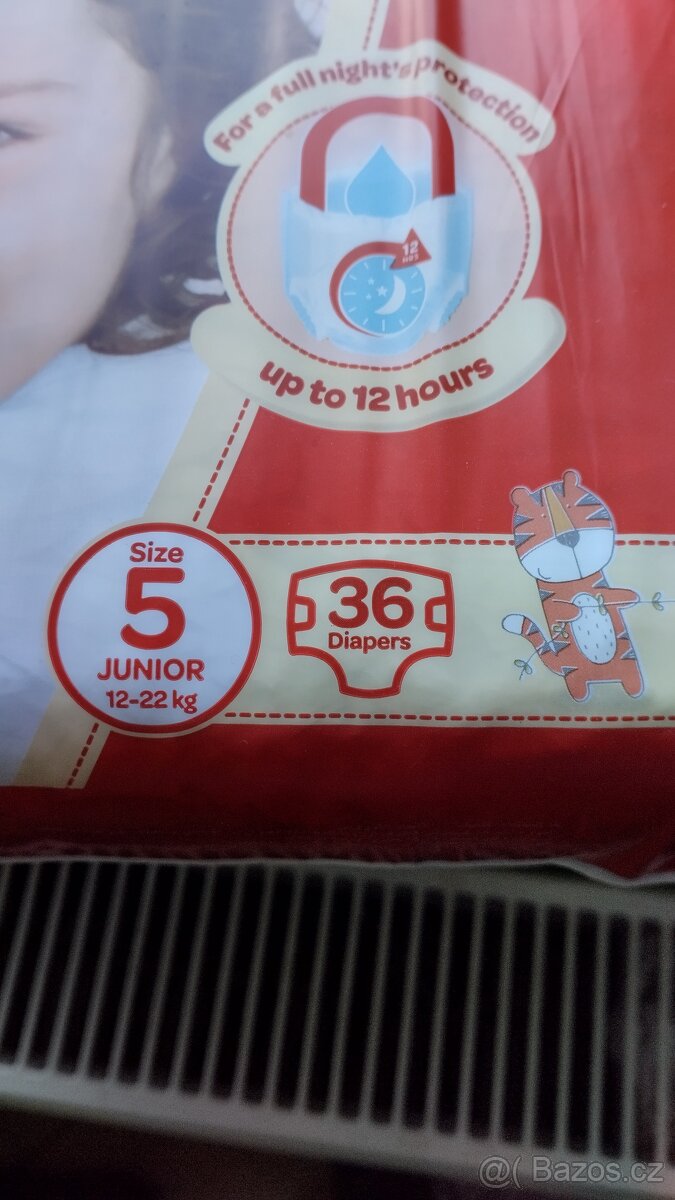 For a full night's protection
12
HRS
up to 12 hours
Size
5
JUNIOR
12-22 kg
36
Diapers
@( Bazos.cz